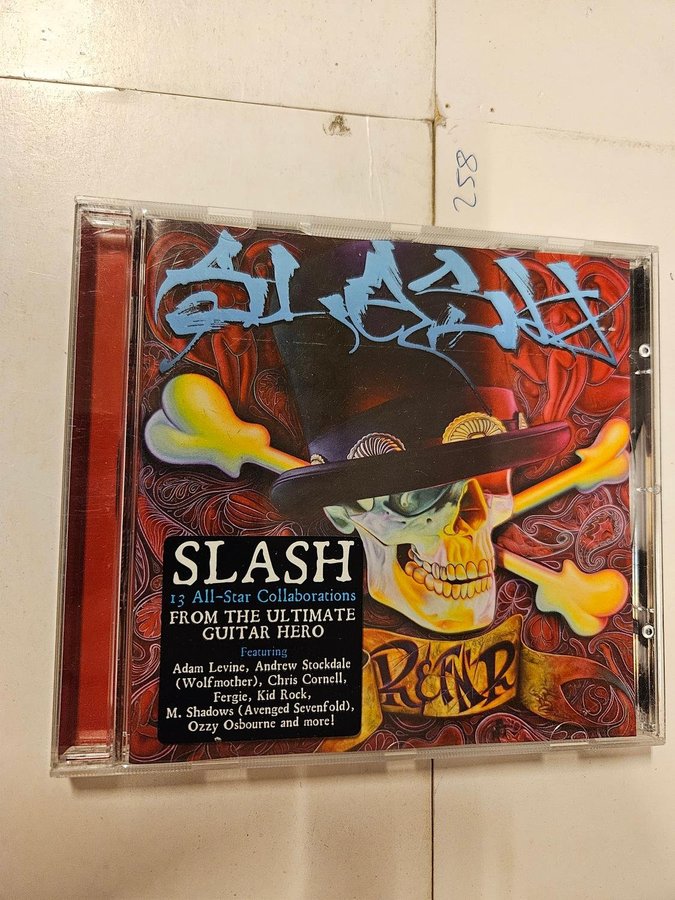 258
SLASH
SLASH
13 All-Star Collaborations
FROM THE ULTIMATE
GUITAR HERO
Featuring
Adam Levine, Andrew Stockdale
(Wolfmother), Chris Cornell,
Fergie, Kid Rock,
M. Shadows (Avenged Sevenfold),
Ozzy Osbourne and more!
R&FN'R